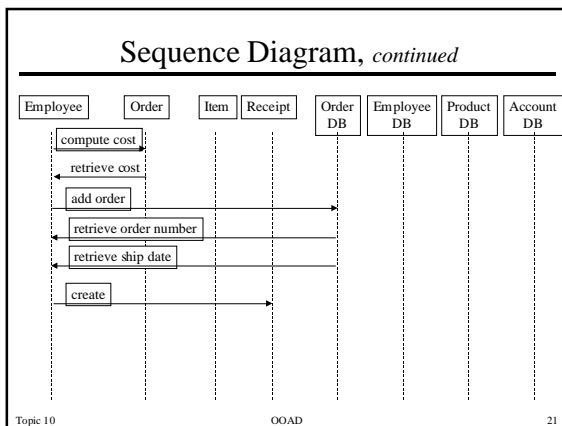 Sequence Diagram, continued
Employee
Order
Item
Receipt
Order
DB
Employee
DB
Product
DB
Account
DB
compute cost
retrieve cost
add order
retrieve order number
retrieve ship date
create
Topic 10
OOAD
21